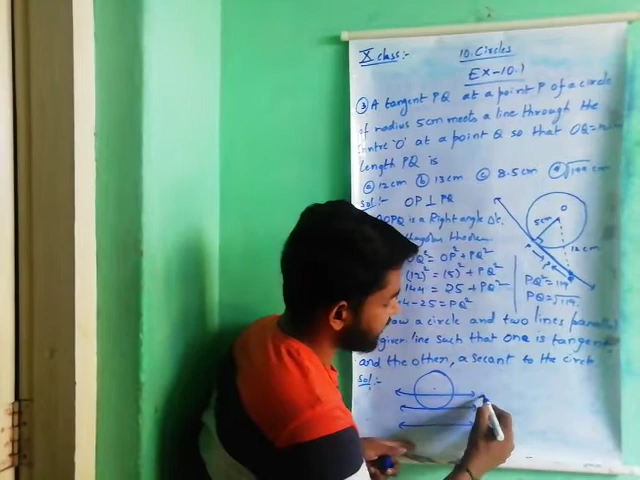 X class:-
10. Circles
Ex-10.1
③ A tangent PQ at a point P of a circle
of radius 5cm meets a line through the
centre 'O' at a point Q so that OQ=
length PQ is
ⓐ 12cm ⓑ 13cm ⓒ 8.5cm ⓓ √119 cm
Sol:- OP ⊥ PQ
OPQ is a Right angle Δle.
theorem
OQ² = OP² + PQ²
(12)² = (5)² + PQ²
144 = 25 + PQ²
4-25 = PQ²
PQ² = 119
PQ = √119
O
5cm
12cm
P
a circle and two lines parallel
given line such that one is tangent
and the other, a secant to the circle
Sol:-